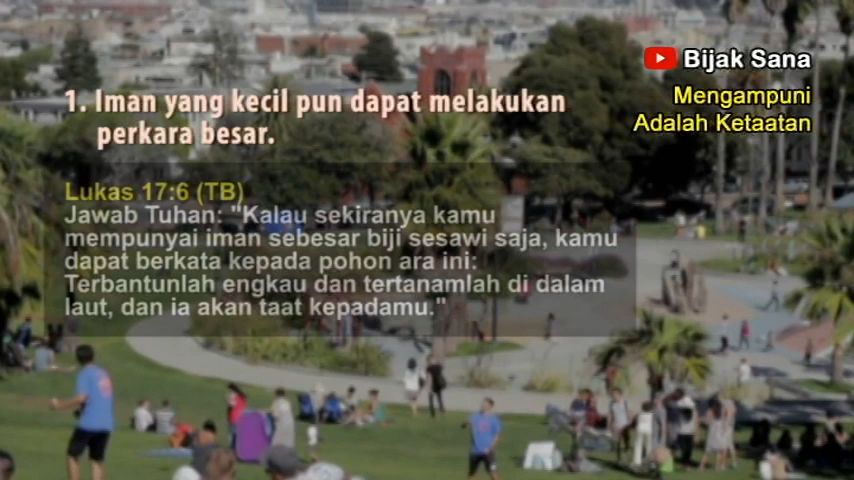 Bijak Sana
Mengampuni
Adalah Ketaatan
1. Iman yang kecil pun dapat melakukan
perkara besar.
Lukas 17:6 (TB)
Jawab Tuhan: "Kalau sekiranya kamu
mempunyai iman sebesar biji sesawi saja, kamu
dapat berkata kepada pohon ara ini:
Terbantunlah engkau dan tertanamlah di dalam
laut, dan ia akan taat kepadamu."